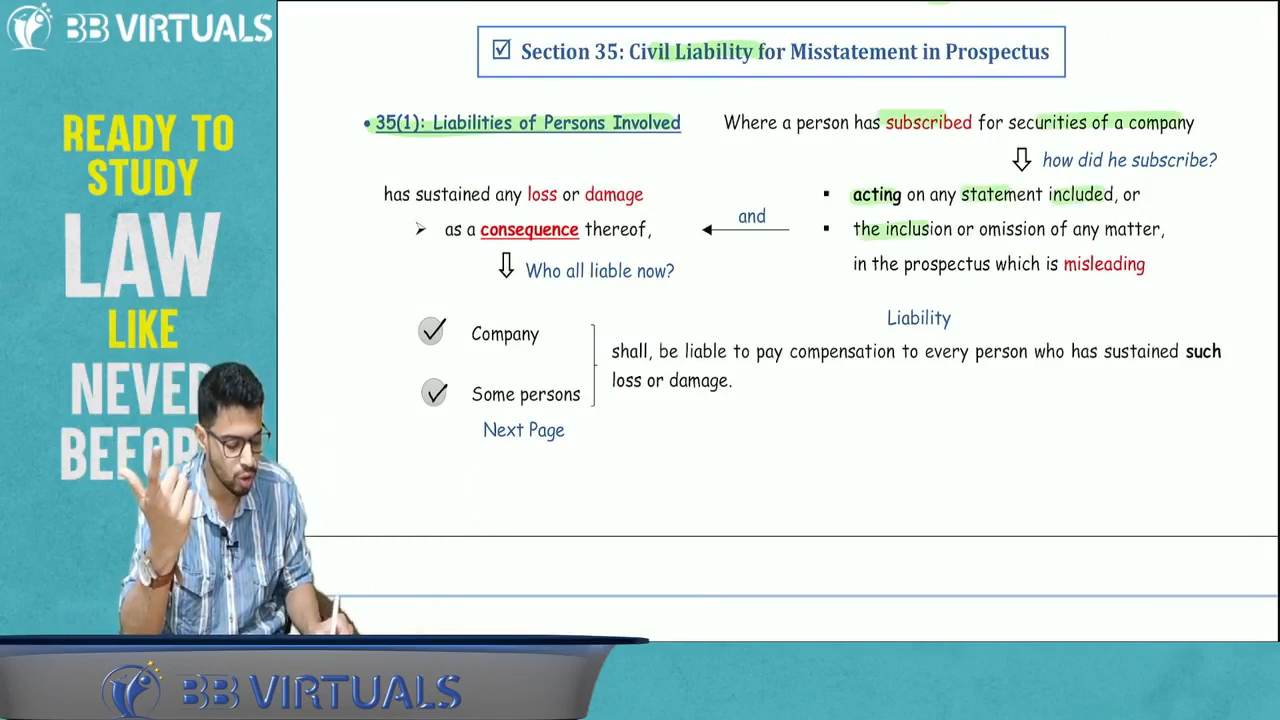 BB VIRTUALS
READY TO
STUDY
LAW
LIKE
NEVER
BEFOR
☑ Section 35: Civil Liability for Misstatement in Prospectus
• 35(1): Liabilities of Persons Involved
Where a person has subscribed for securities of a company
how did he subscribe?
▪ acting on any statement included, or
▪ the inclusion or omission of any matter,
in the prospectus which is misleading
and
has sustained any loss or damage
➢ as a consequence thereof,
Who all liable now?
Company
Some persons
Next Page
Liability
shall, be liable to pay compensation to every person who has sustained such
loss or damage.
BB VIRTUALS